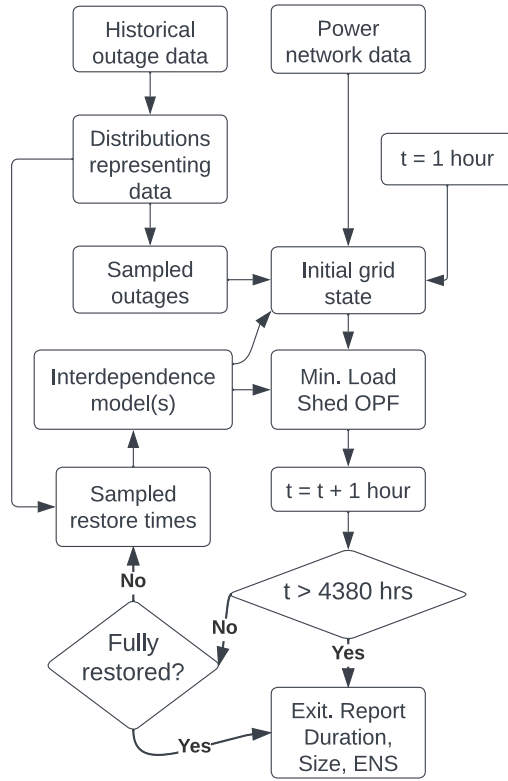 Historical
outage data
Power
network data
Distributions
representing
data
t = 1 hour
Sampled
outages
Initial grid
state
Interdependence
model(s)
Min. Load
Shed OPF
Sampled
restore times
t = t + 1 hour
No
t > 4380 hrs
No
Fully
restored?
Yes
Exit. Report
Duration,
Size, ENS
Yes